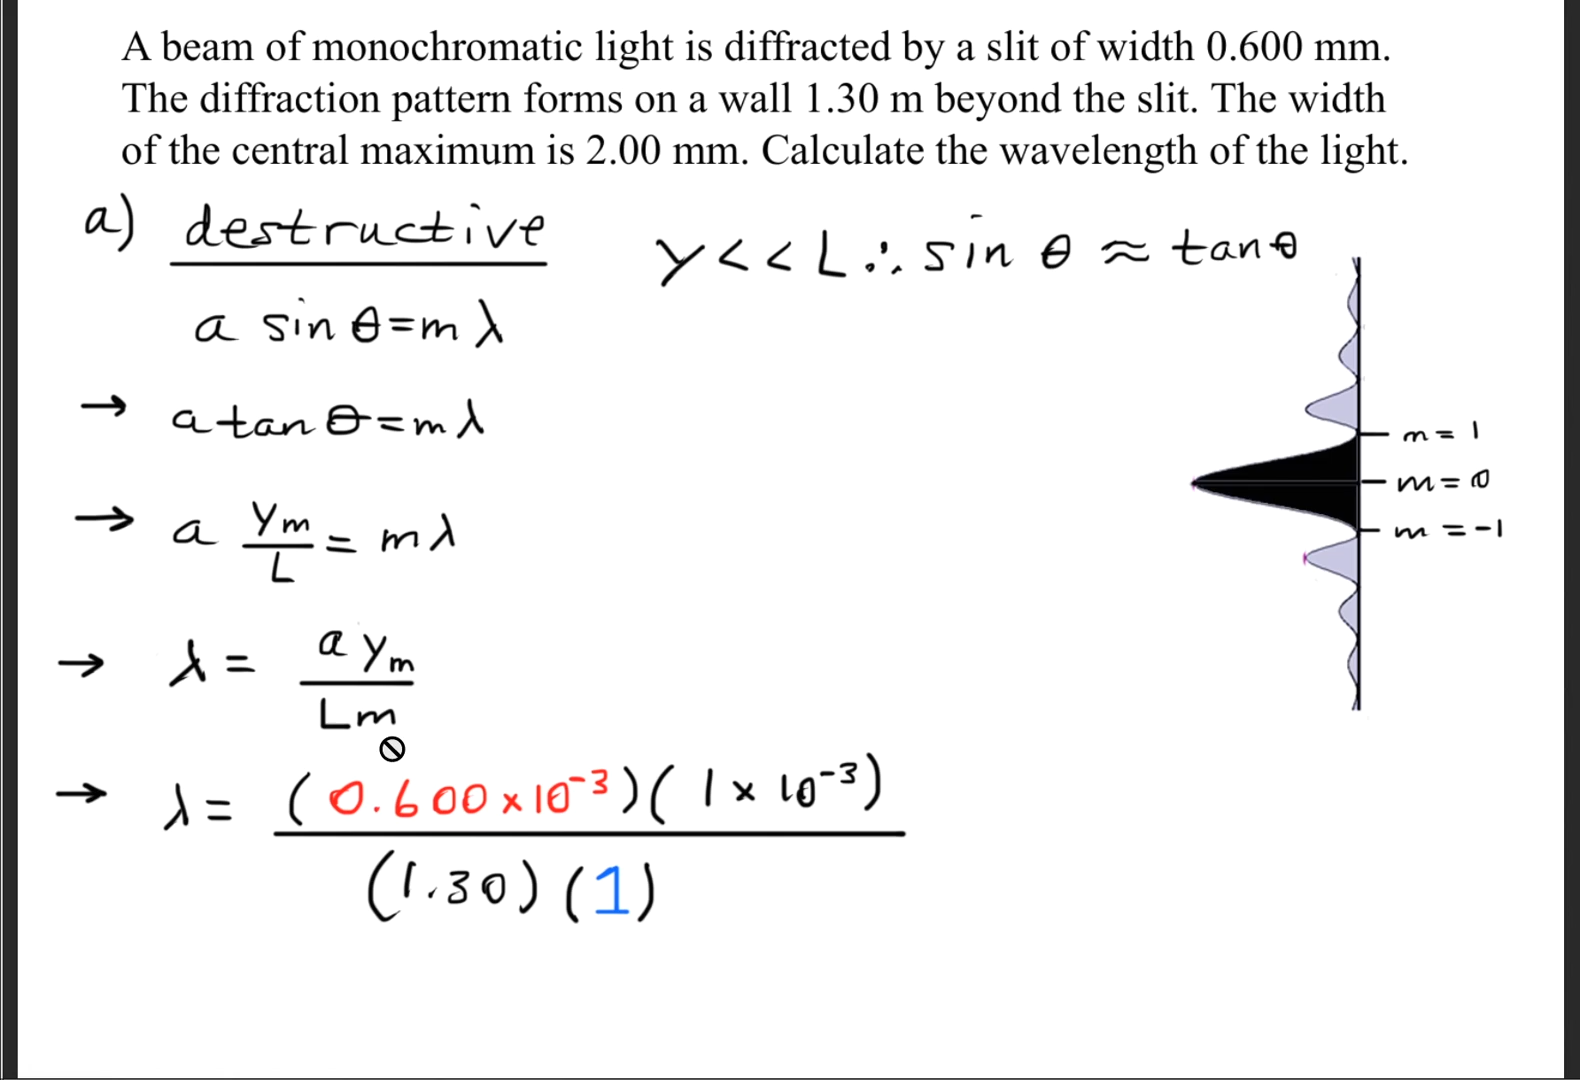 A beam of monochromatic light is diffracted by a slit of width 0.600 mm.
The diffraction pattern forms on a wall 1.30 m beyond the slit. The width
of the central maximum is 2.00 mm. Calculate the wavelength of the light.
a) destructive
y<<L ∴ sin θ ≈ tan θ
a sin θ = m λ
→ a tan θ = m λ
→ a yₘ/L = m λ
→ λ = a yₘ / L m
→ λ = (0.600 × 10⁻³)(1 × 10⁻³) / (1.30)(1)
m = 1
m = 0
m = -1